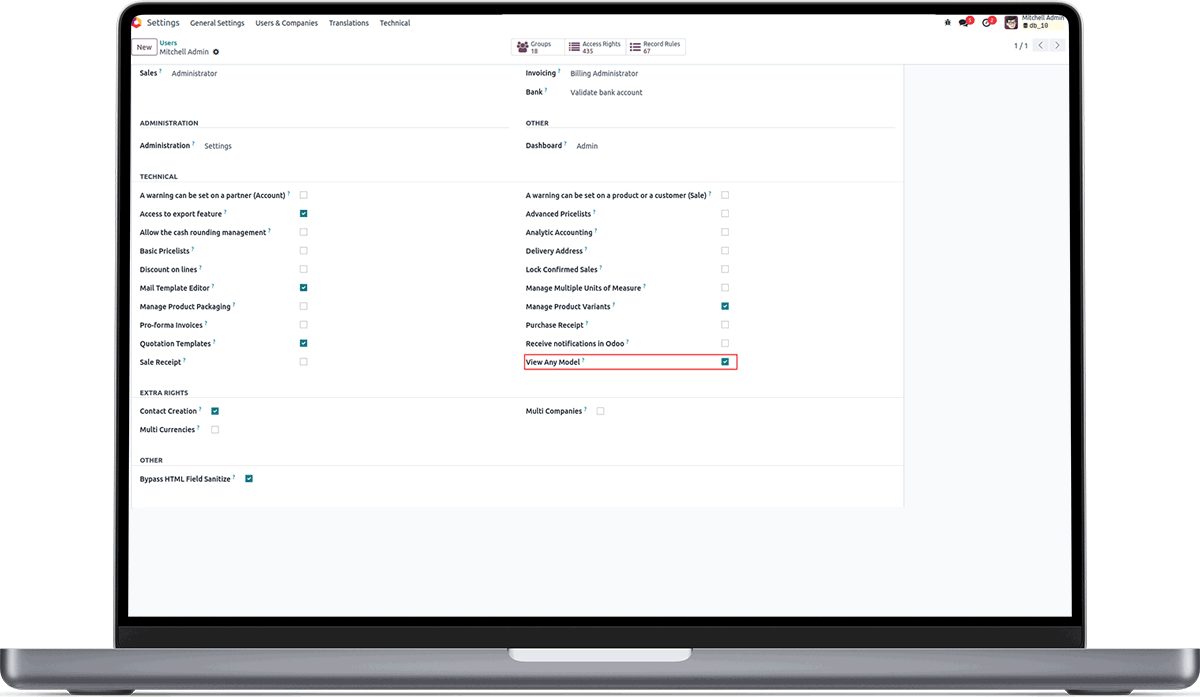 Settings General Settings Users & Companies Translations Technical 5 2 Mitchell Admin
db_10
New Users
Mitchell Admin
Groups
18
Access Rights
435
Record Rules
67
1 / 1
Sales ? Administrator Invoicing ? Billing Administrator
Bank ? Validate bank account
ADMINISTRATION OTHER
Administration ? Settings Dashboard ? Admin
TECHNICAL
A warning can be set on a partner (Account) ? A warning can be set on a product or a customer (Sale) ?
Access to export feature ? Advanced Pricelists ?
Allow the cash rounding management ? Analytic Accounting ?
Basic Pricelists ? Delivery Address ?
Discount on lines ? Lock Confirmed Sales ?
Mail Template Editor ? Manage Multiple Units of Measure ?
Manage Product Packaging ? Manage Product Variants ?
Pro-forma Invoices ? Purchase Receipt ?
Quotation Templates ? Receive notifications in Odoo ?
Sale Receipt ? View Any Model ?
EXTRA RIGHTS
Contact Creation ? Multi Companies ?
Multi Currencies ?
OTHER
Bypass HTML Field Sanitize ?